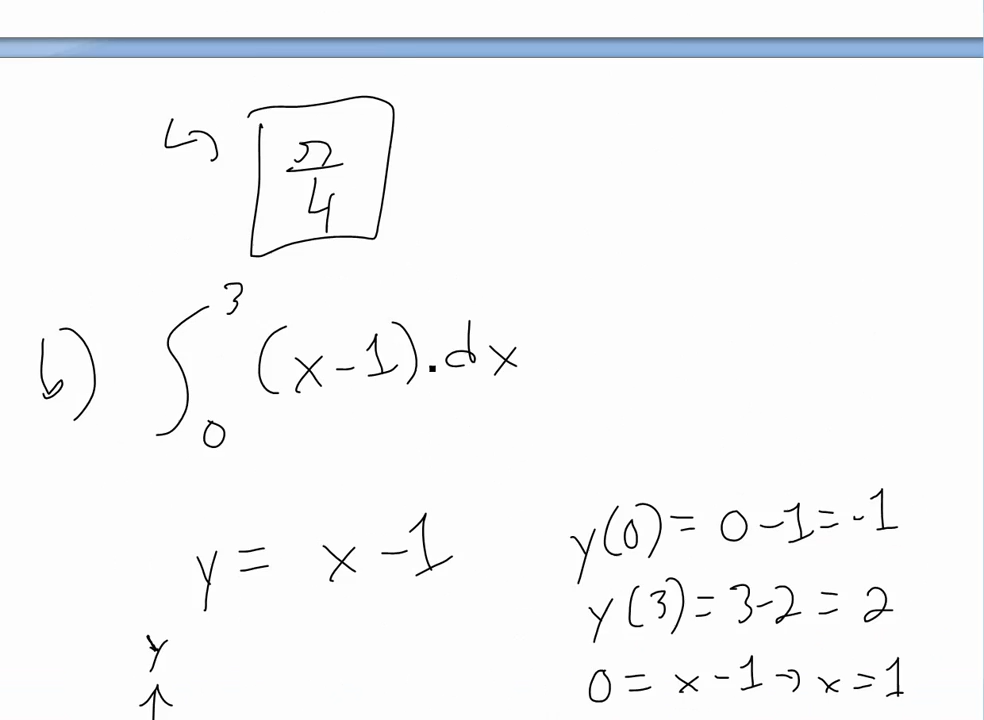 ↳ π/4
b) ∫₀³ (x-1).dx
y = x-1
y(0) = 0-1 = -1
y(3) = 3-2 = 2
0 = x-1 → x = 1
y